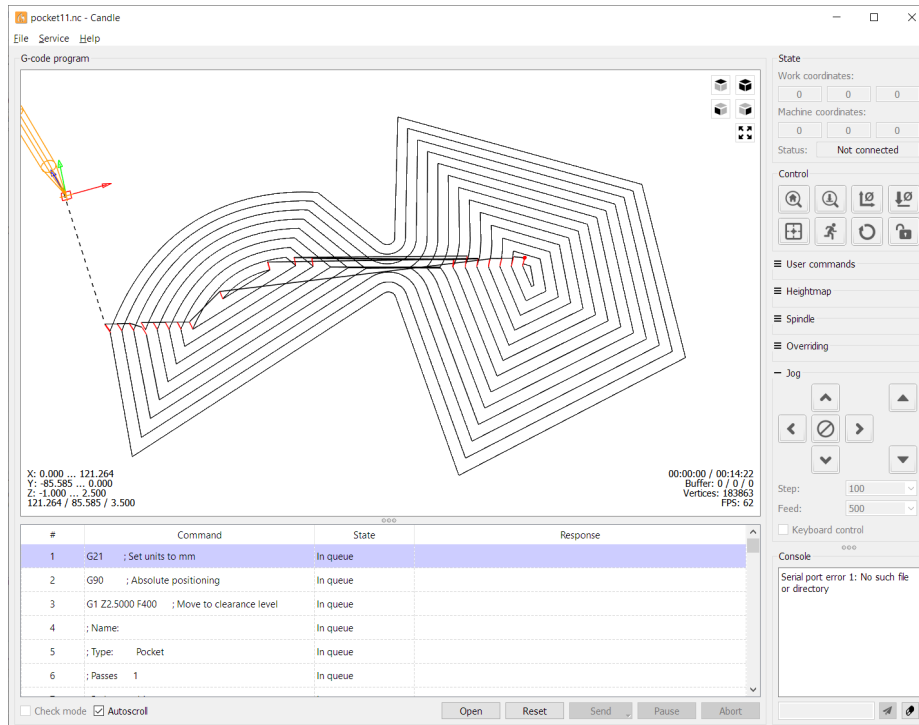 pocket11.nc - Candle
File Service Help
G-code program
X: 0.000 ... 121.264
Y: -85.585 ... 0.000
Z: -1.000 ... 2.500
121.264 / 85.585 / 3.500
00:00:00 / 00:14:22
Buffer: 0 / 0 / 0
Vertices: 183863
FPS: 62
# Command State Response
1 G21 ; Set units to mm In queue
2 G90 ; Absolute positioning In queue
3 G1 Z2.5000 F400 ; Move to clearance level In queue
4 ; Name: In queue
5 ; Type: Pocket In queue
6 ; Passes 1 In queue
Check mode Autoscroll Open Reset Send Pause Abort
State
Work coordinates:
0 0 0
Machine coordinates:
0 0 0
Status: Not connected
Control
User commands
Heightmap
Spindle
Overriding
Jog
Step: 100
Feed: 500
Keyboard control
Console
Serial port error 1: No such file
or directory